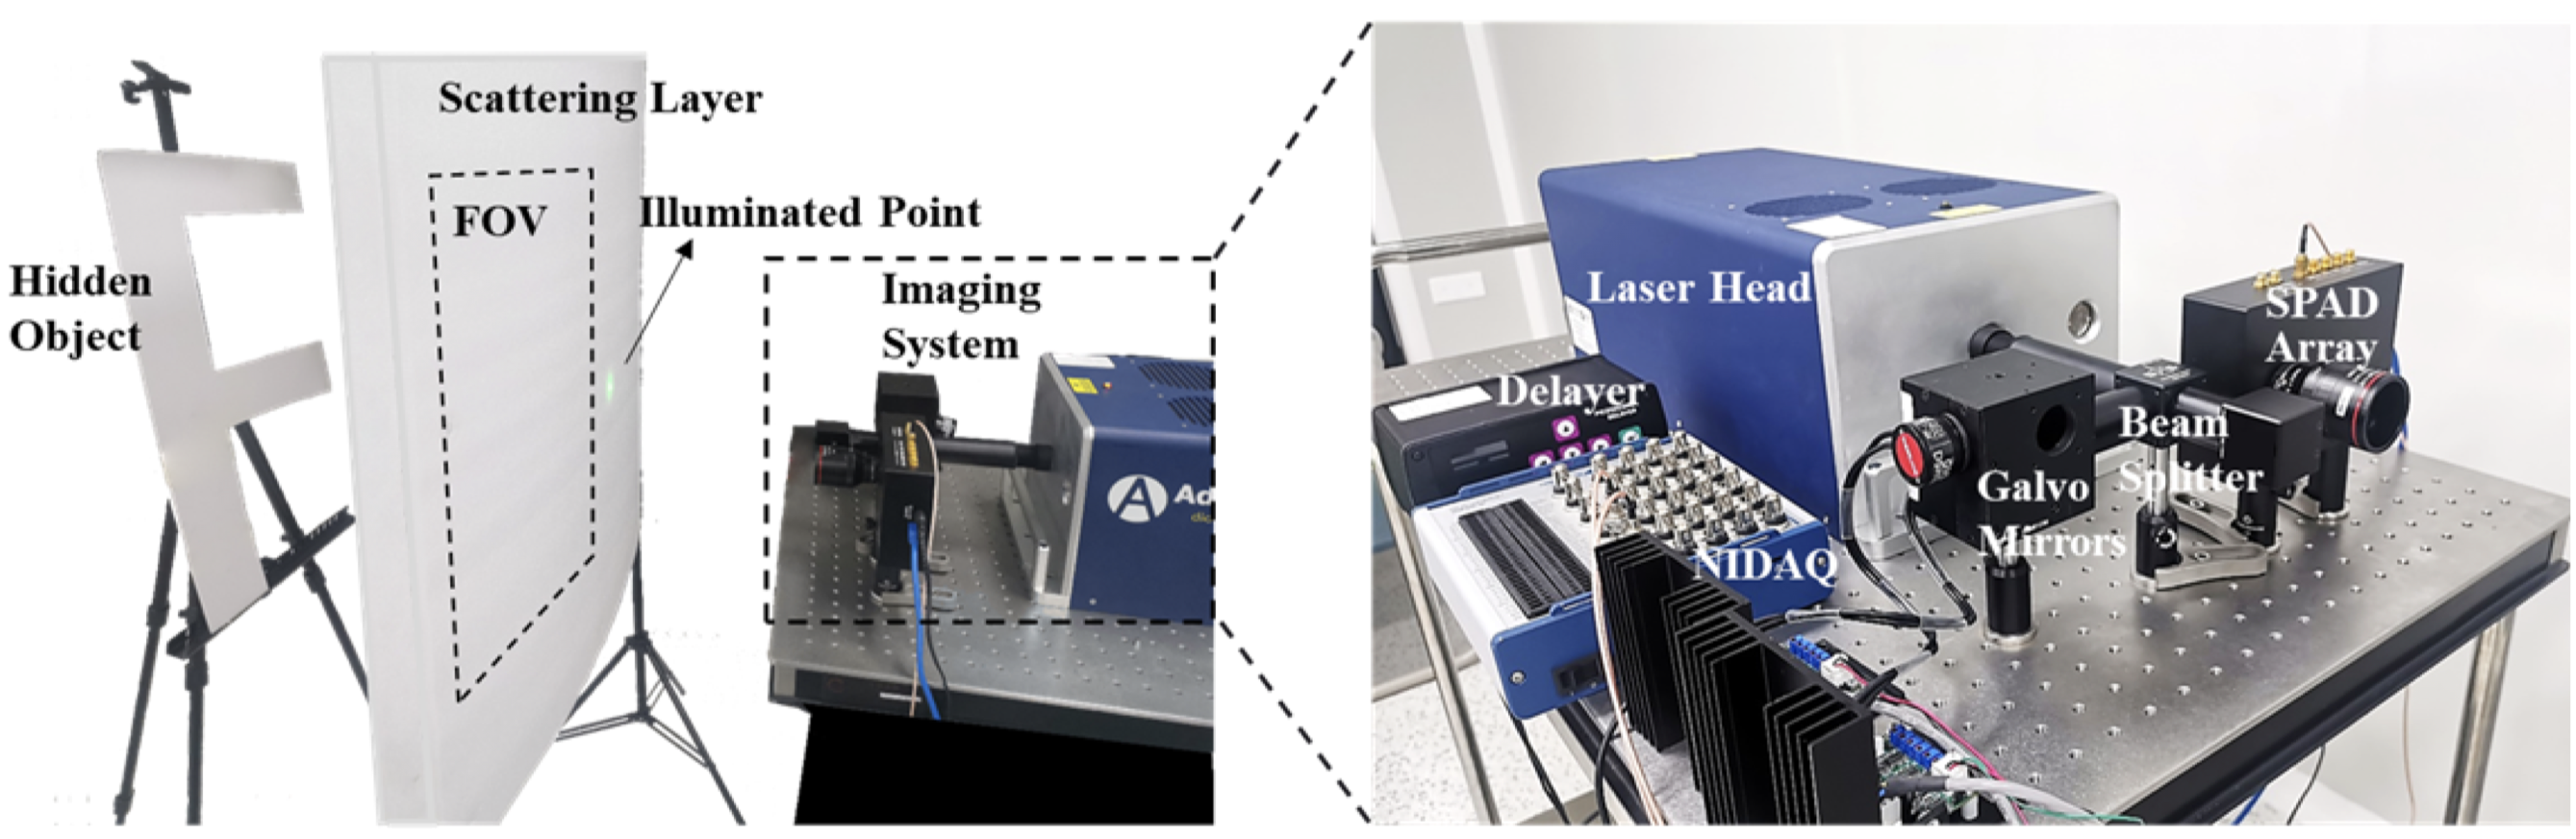 Scattering Layer
FOV
Illuminated Point
Hidden
Object
Imaging
System
Ad
Laser Head
SPAD
Array
Delayer
Beam
Splitter
Galvo
Mirrors
NIDAQ